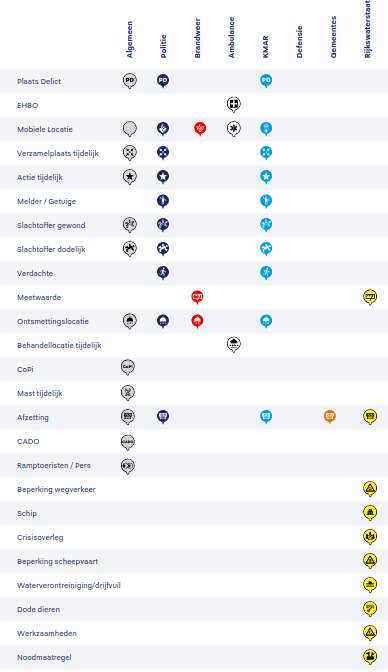 Algemeen Politie Brandweer Ambulance KMAR Defensie Gemeentes Rijkswaterstaat
Plaats Delict PD PD PD
EHBO
Mobiele Locatie
Verzamelplaats tijdelijk
Actie tijdelijk
Melder / Getuige
Slachtoffer gewond
Slachtoffer dodelijk
Verdachte
Meetwaarde
Ontsmettingslocatie
Behandellocatie tijdelijk
CoPi CoPi
Mast tijdelijk
Afzetting
CADO CADO
Ramptoeristen / Pers
Beperking wegverkeer
Schip
Crisisoverleg
Beperking scheepvaart
Waterverontreiniging/drijfvuil
Dode dieren
Werkzaamheden
Noodmaatregel